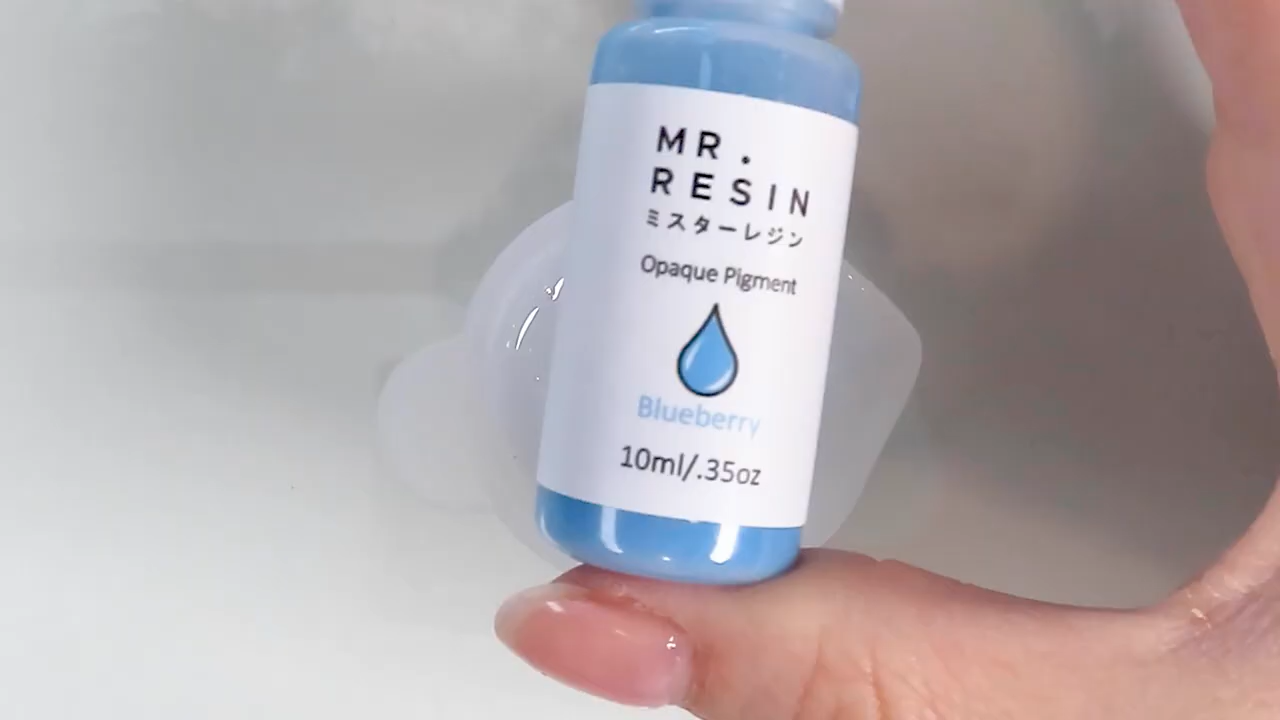 MR.
RESIN
ミスターレジン
Opaque Pigment
Blueberry
10ml/.35oz